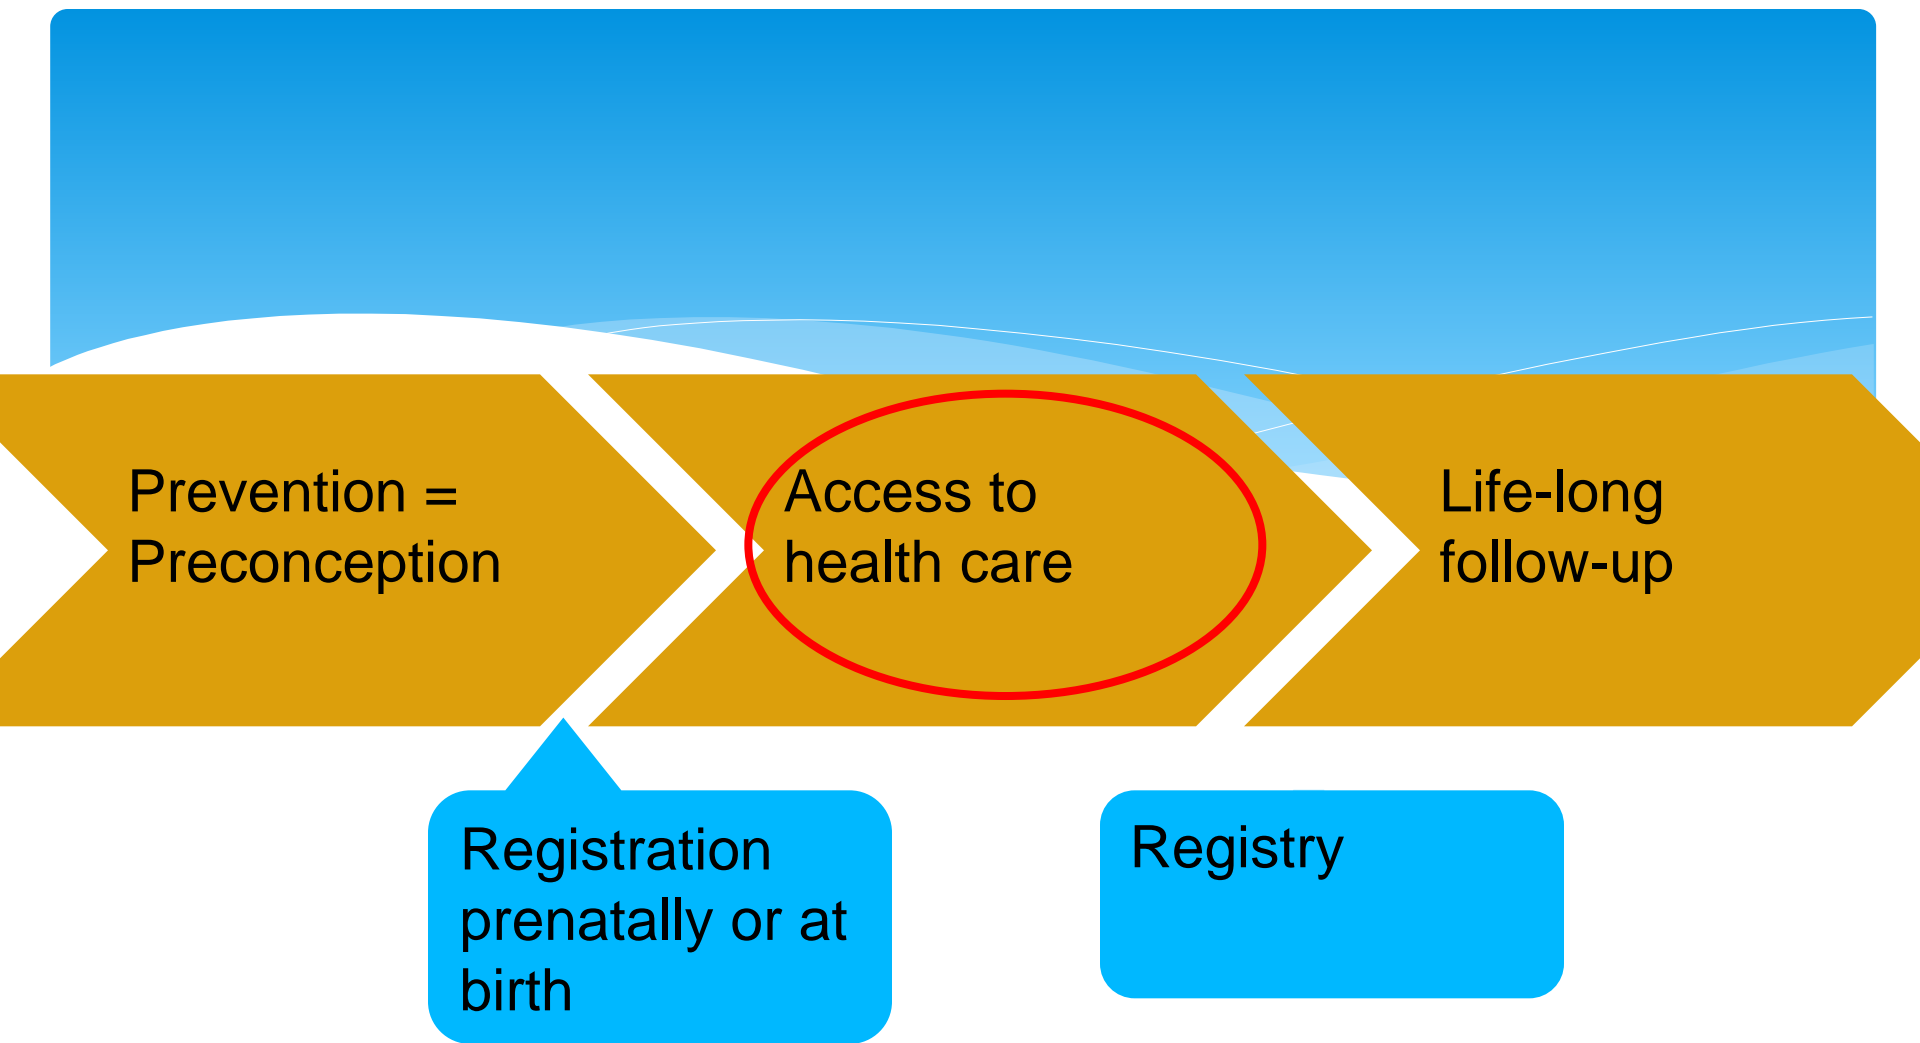 Prevention =
Preconception
Access to
health care
Life-long
follow-up
Registration
prenatally or at
birth
Registry